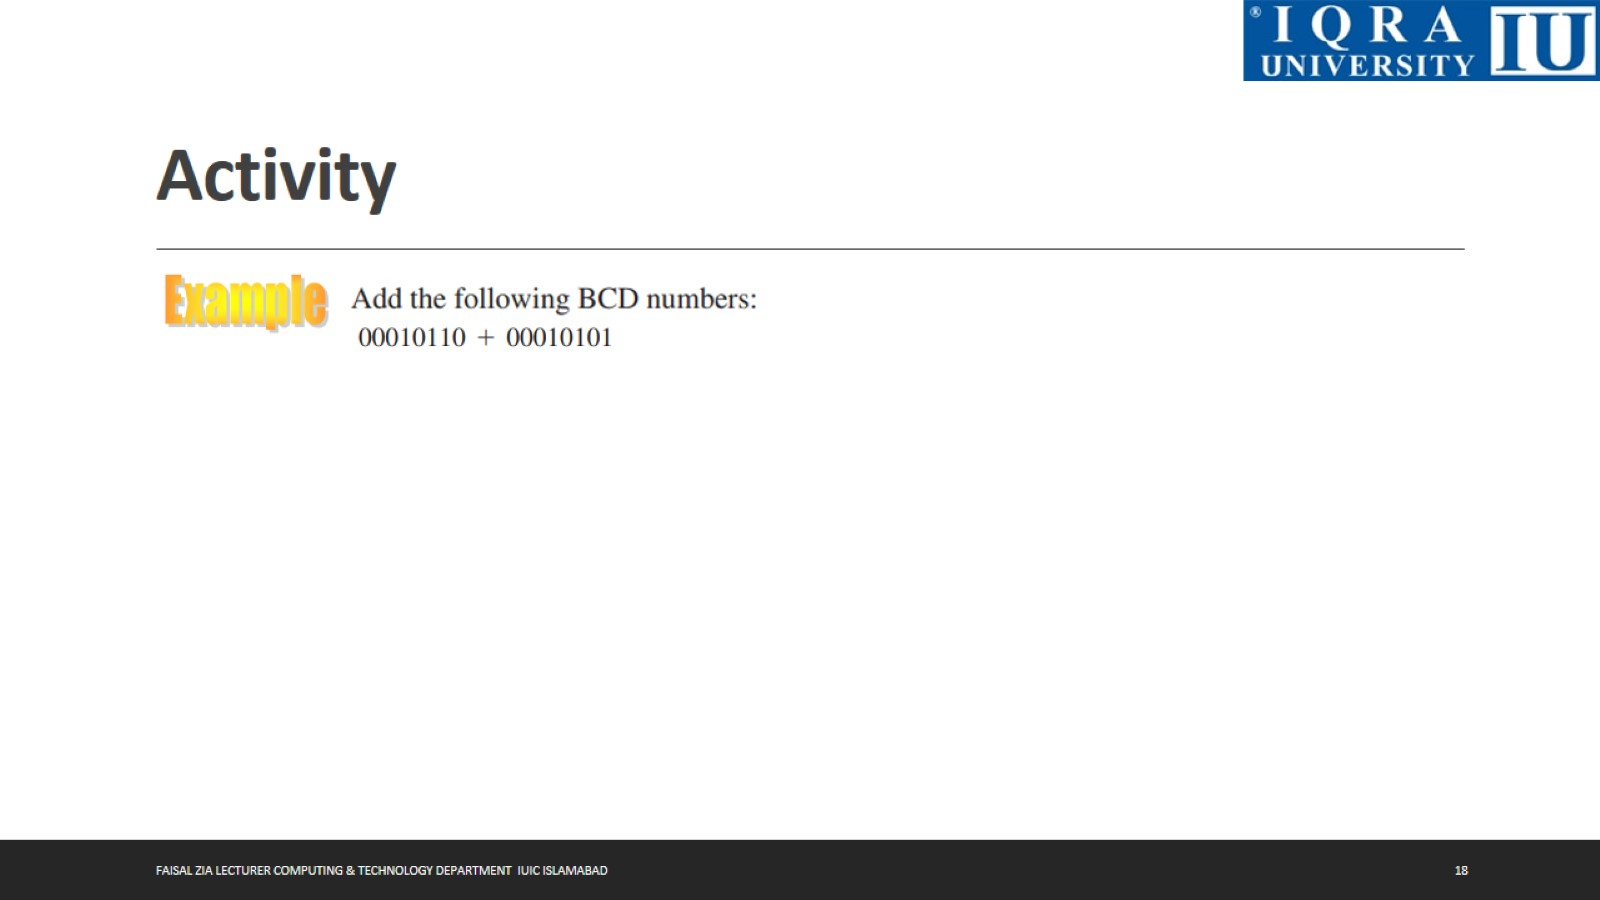 ® IQRA
UNIVERSITY IU
Activity
Example Add the following BCD numbers:
00010110 + 00010101
FAISAL ZIA LECTURER COMPUTING & TECHNOLOGY DEPARTMENT IUIC ISLAMABAD 18